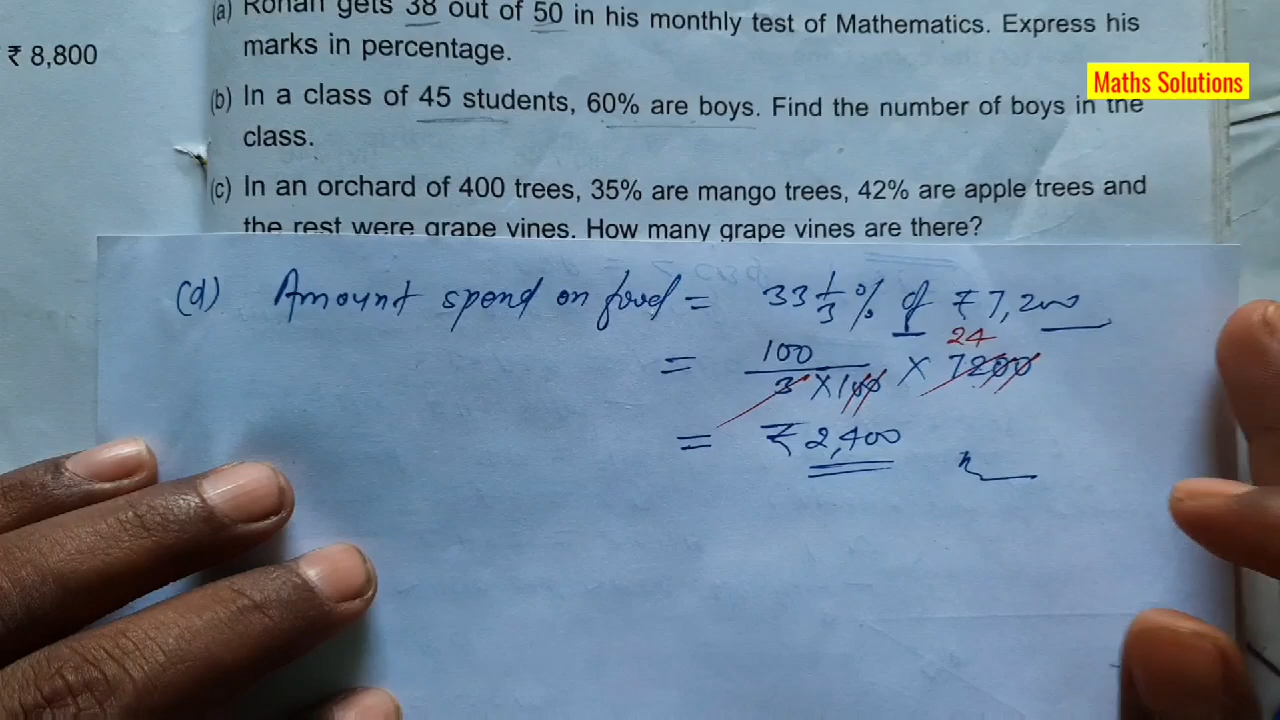 (a) Rohan gets 38 out of 50 in his monthly test of Mathematics. Express his
marks in percentage.
₹ 8,800
Maths Solutions
(b) In a class of 45 students, 60% are boys. Find the number of boys in the
class.
(c) In an orchard of 400 trees, 35% are mango trees, 42% are apple trees and
the rest were grape vines. How many grape vines are there?
(d) Amount spend on food = 33 1/3 % of ₹7,200
24
= 100 / 3 × 100 × 7200
= ₹2,400